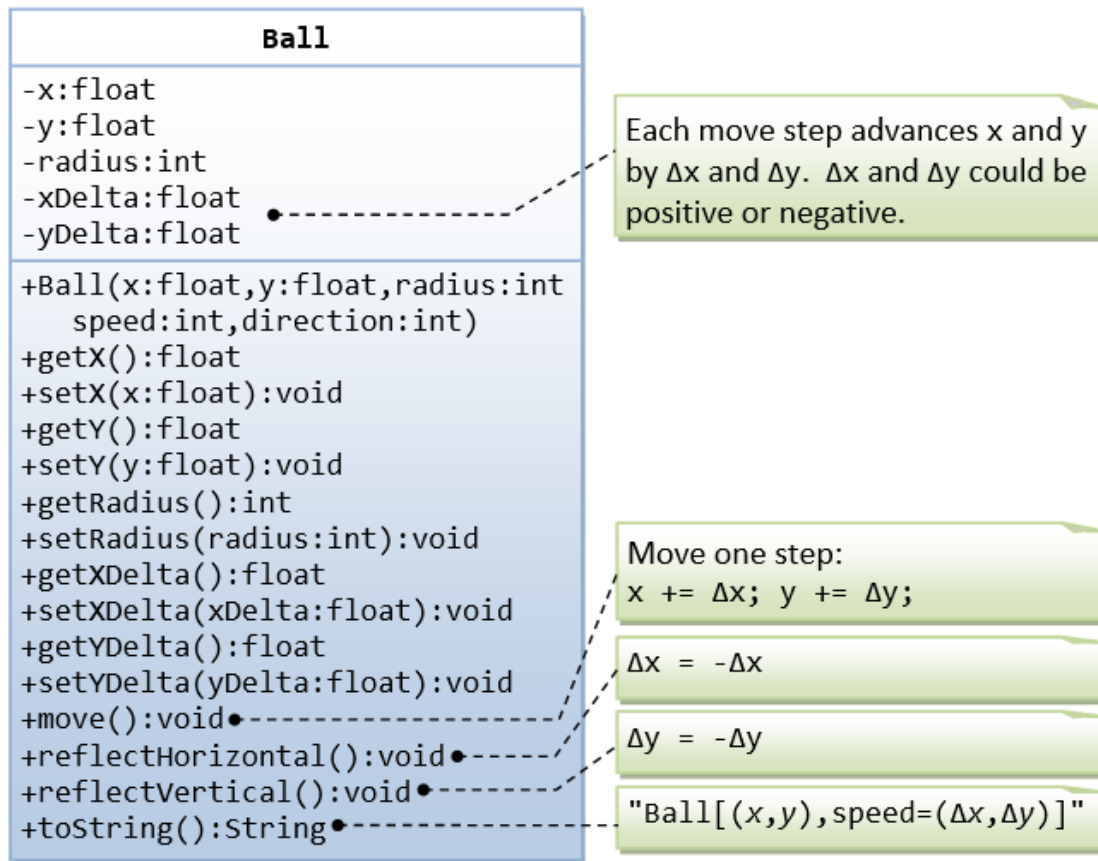 Ball
-x:float
-y:float
-radius:int
-xDelta:float
-yDelta:float
Each move step advances x and y
by Δx and Δy. Δx and Δy could be
positive or negative.
+Ball(x:float,y:float,radius:int
speed:int,direction:int)
+getX():float
+setX(x:float):void
+getY():float
+setY(y:float):void
+getRadius():int
+setRadius(radius:int):void
+getXDelta():float
+setXDelta(xDelta:float):void
+getYDelta():float
+setYDelta(yDelta:float):void
+move():void
+reflectHorizontal():void
+reflectVertical():void
+toString():String
Move one step:
x += Δx; y += Δy;
Δx = -Δx
Δy = -Δy
"Ball[(x,y),speed=(Δx,Δy)]"